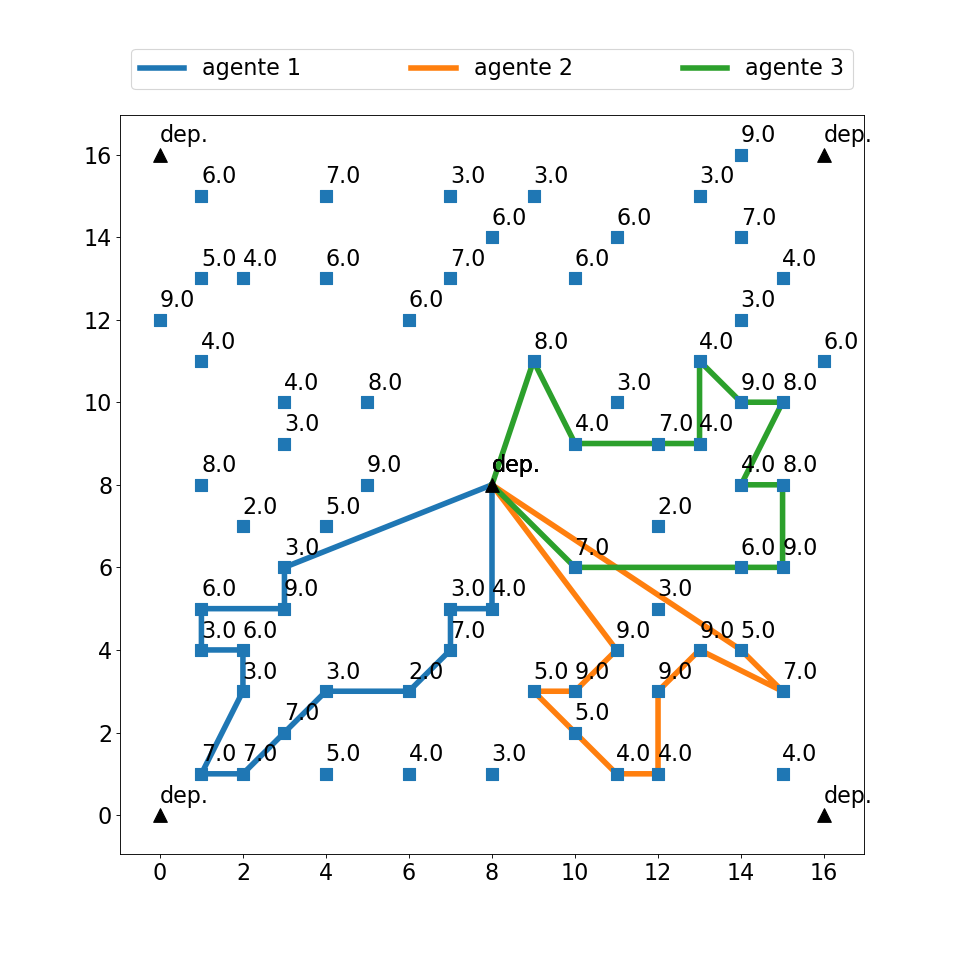 agente 1 agente 2 agente 3
9.0
dep. dep.
16
6.0 7.0 3.0 3.0 3.0
6.0 6.0 7.0
14
5.0 4.0 6.0 7.0 6.0 4.0
9.0 6.0 3.0
12
4.0 8.0 4.0 6.0
4.0 8.0 3.0 9.0 8.0
10
3.0 4.0 7.0 4.0
8.0 9.0 dep. 4.0 8.0
8
2.0 5.0 2.0
3.0 7.0 6.0 9.0
6
6.0 9.0 3.0 4.0 3.0
3.0 6.0 7.0 9.0 9.0 5.0
4
3.0 3.0 2.0 5.0 9.0 9.0 7.0
7.0 5.0
2
7.0 7.0 5.0 4.0 3.0 4.0 4.0 4.0
dep. dep.
0
0 2 4 6 8 10 12 14 16